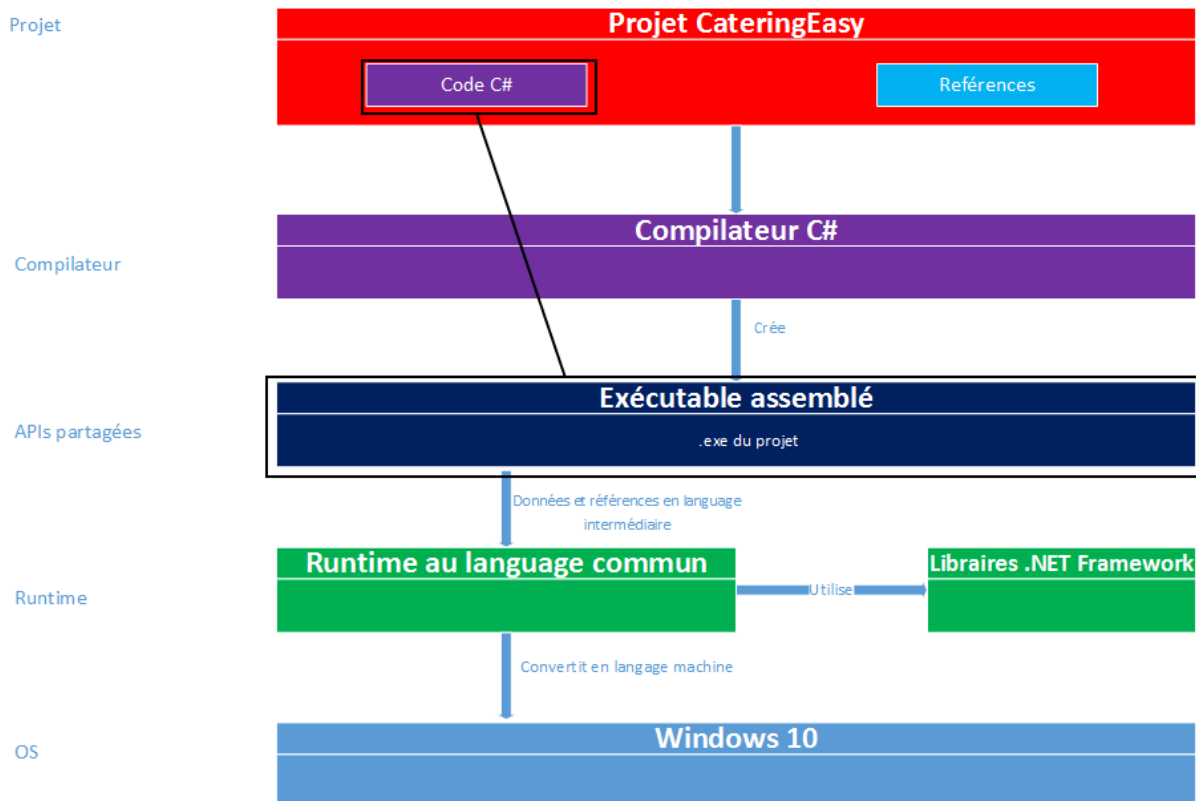 Projet
Projet CateringEasy
Code C#
Reférences
Compilateur
Compilateur C#
Crée
APIs partagées
Exécutable assemblé
.exe du projet
Données et références en language
intermédiaire
Runtime
Runtime au language commun
Utilise
Libraires .NET Framework
Convertit en langage machine
OS
Windows 10